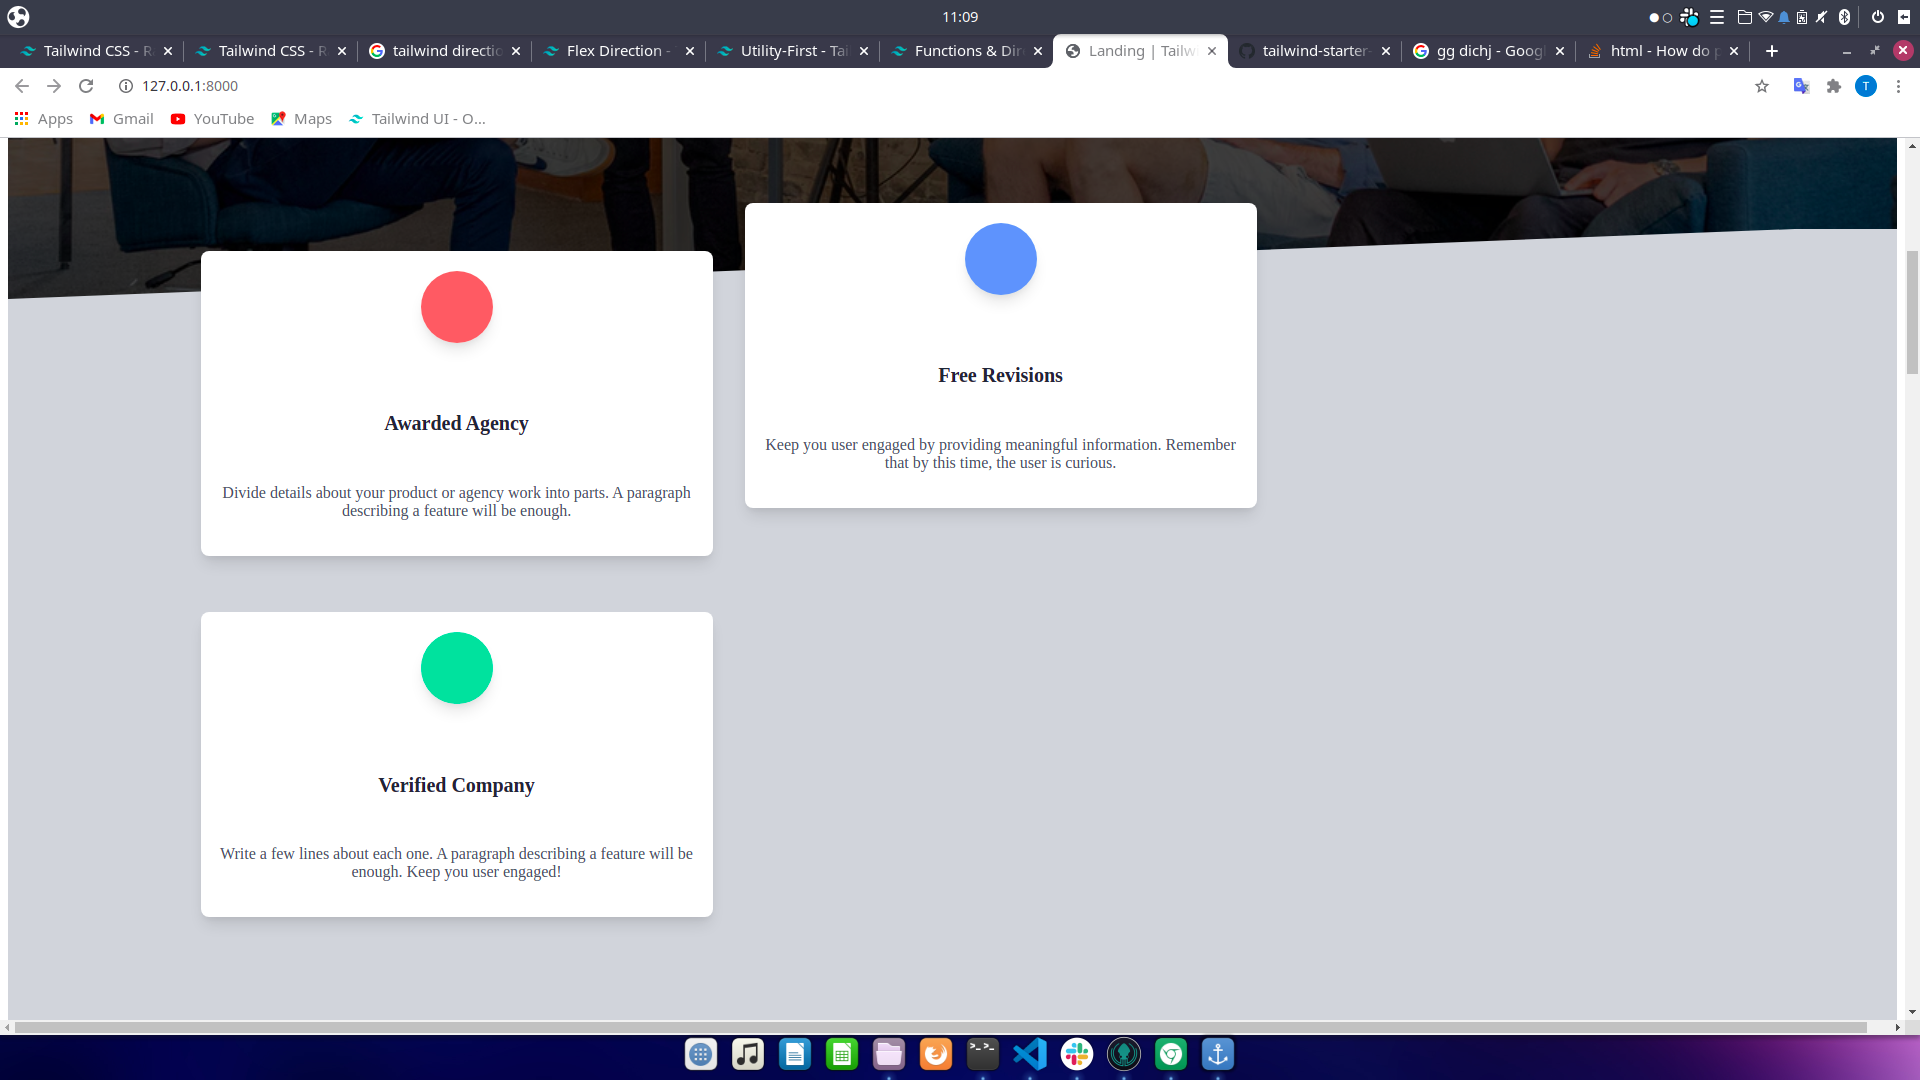 11:09
Tailwind CSS - R
Tailwind CSS - R
tailwind directio
Flex Direction -
Utility-First - Tai
Functions & Dir
Landing | Tailw
tailwind-starter-
gg dichj - Goog
html - How do p
127.0.0.1:8000
T
Apps
Gmail
YouTube
Maps
Tailwind UI - O...
Free Revisions
Keep you user engaged by providing meaningful information. Remember
that by this time, the user is curious.
Awarded Agency
Divide details about your product or agency work into parts. A paragraph
describing a feature will be enough.
Verified Company
Write a few lines about each one. A paragraph describing a feature will be
enough. Keep you user engaged!